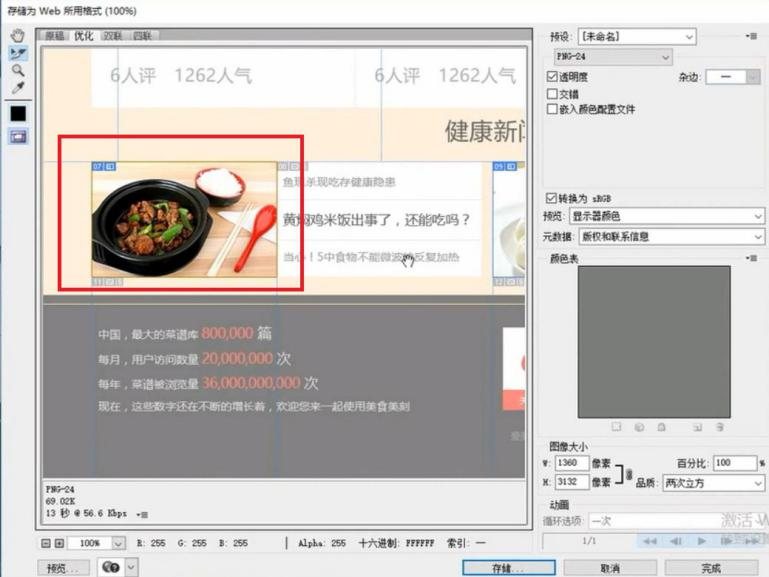 存储为 Web 所用格式 (100%)
原稿 优化 双联 四联
6人评 1262人气 6人评 1262人气
健康新闻
07
08
09
鱼现杀现吃存健康隐患
黄焖鸡米饭出事了，还能吃吗？
当心！5中食物不能微波炉反复加热
11
12
中国，最大的菜谱库 800,000 篇
每月，用户访问数量 20,000,000 次
每年，菜谱被浏览量 36,000,000,000 次
现在，这些数字还在不断的增长着，欢迎您来一起使用美食美刻
PNG-24
69.02K
13 秒 @ 56.6 Kbps
100% R: 255 G: 255 B: 255 Alpha: 255 十六进制: FFFFFF 索引: —
预览...
存储... 取消 完成
预设: [未命名]
PNG-24
透明度 杂边: —
交错
嵌入颜色配置文件
转换为 sRGB
预览: 显示器颜色
元数据: 版权和联系信息
颜色表
图像大小
W: 1360 像素 百分比: 100 %
H: 3132 像素 品质: 两次立方
动画
循环选项: 一次
1/1
激活 W